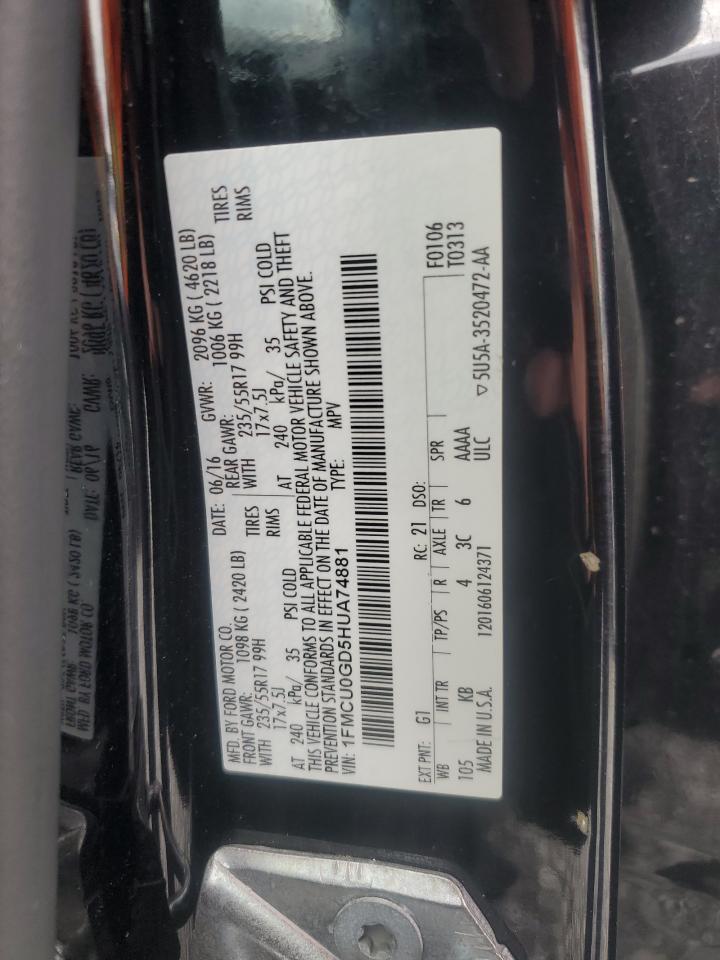 MFD. BY FORD MOTOR CO. DATE: 06/16 GVWR: 2096 KG ( 4620 LB)
FRONT GAWR: 1098 KG ( 2420 LB) REAR GAWR: 1006 KG ( 2218 LB)
WITH 235/55R17 99H TIRES WITH 235/55R17 99H TIRES
17x7.5J RIMS 17x7.5J RIMS
AT 240 kPa/ 35 PSI COLD AT 240 kPa/ 35 PSI COLD
THIS VEHICLE CONFORMS TO ALL APPLICABLE FEDERAL MOTOR VEHICLE SAFETY AND THEFT
PREVENTION STANDARDS IN EFFECT ON THE DATE OF MANUFACTURE SHOWN ABOVE.
VIN: 1FMCU0GD5HUA74881 TYPE: MPV
EXT PNT: G1 RC: 21 DSO: F0106
WB INT TR TP/PS R AXLE TR SPR T0313
105 KB 4 3C 6 AAAA
MADE IN U.S.A. 1201606124371 ULC ▽5U5A-3520472-AA